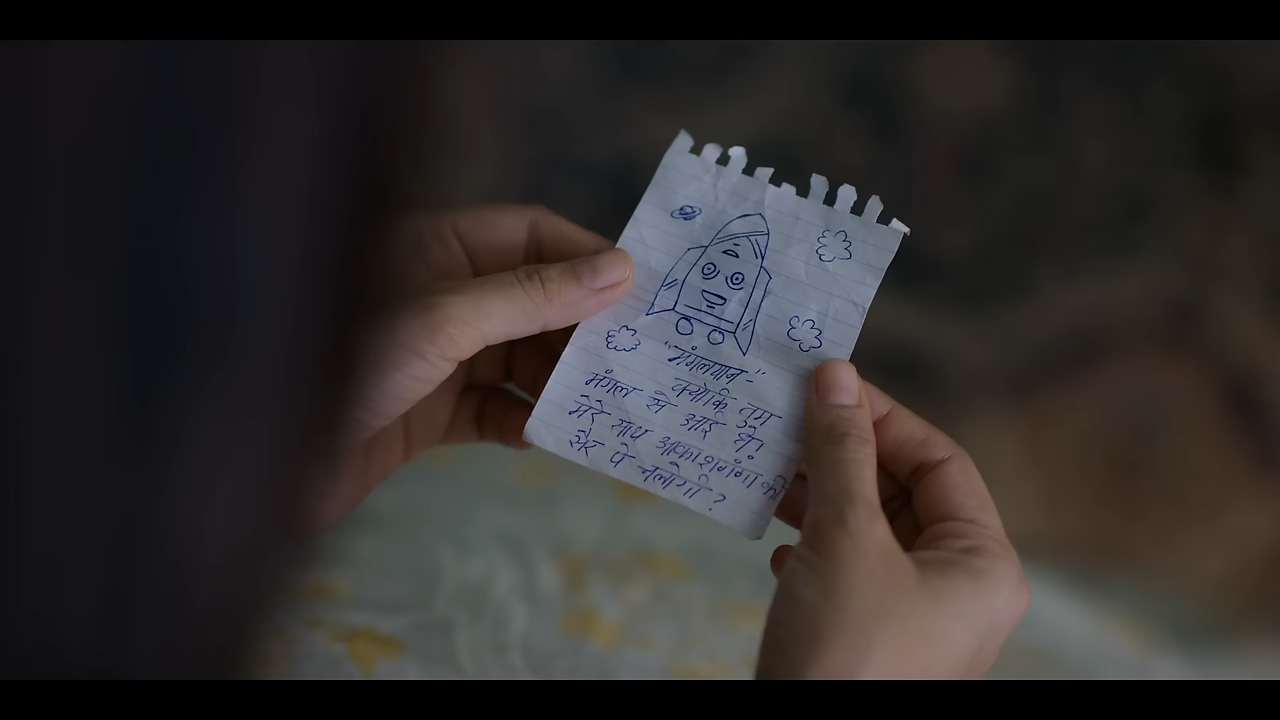 "मंगलयान-"
क्योंकि तुम
मंगल से आई थी!
मेरे साथ आकाशगंगा की
सैर पे चलोगी?